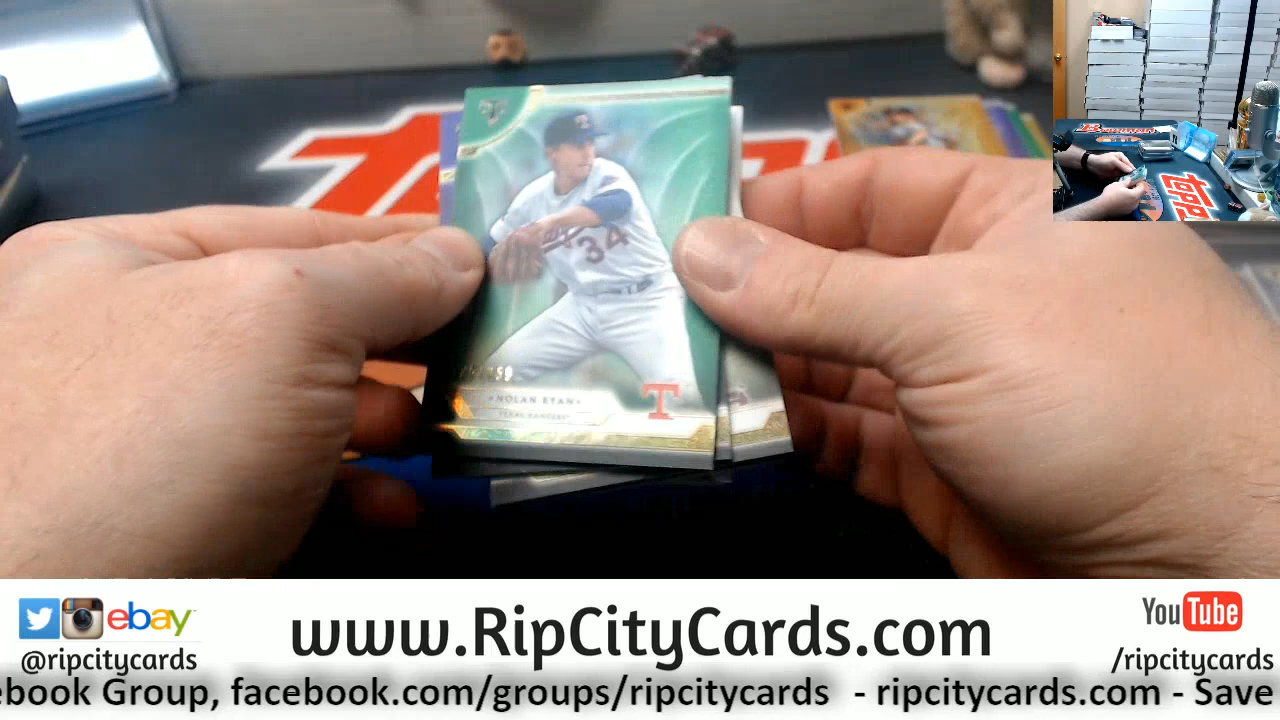 T
34
NOLAN RYAN
TEXAS RANGERS
T
ebay
www.RipCityCards.com
YouTube
@ripcitycards
/ripcitycards
ebook Group, facebook.com/groups/ripcitycards - ripcitycards.com - Save